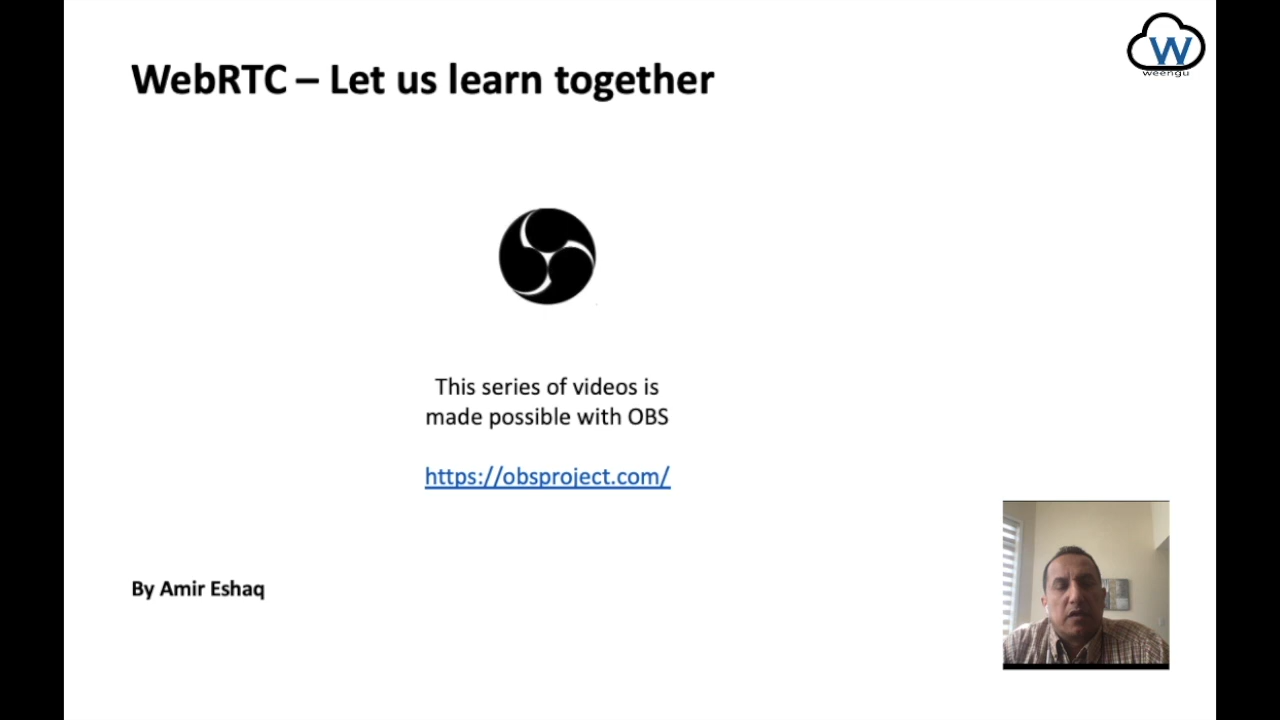 WebRTC – Let us learn together
W
weengu
This series of videos is
made possible with OBS
https://obsproject.com/
By Amir Eshaq